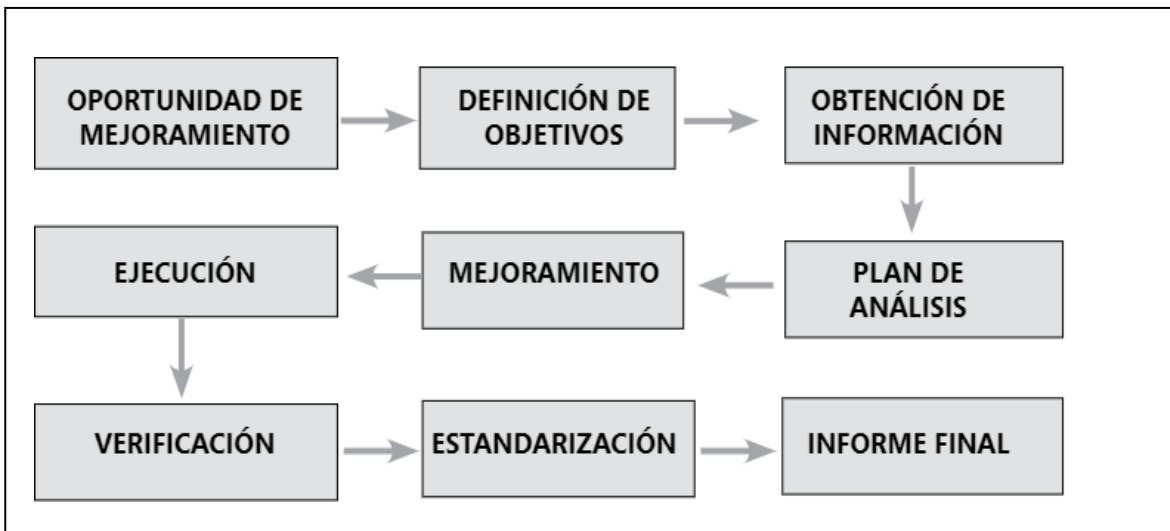 OPORTUNIDAD DE
MEJORAMIENTO
DEFINICIÓN DE
OBJETIVOS
OBTENCIÓN DE
INFORMACIÓN
PLAN DE
ANÁLISIS
MEJORAMIENTO
EJECUCIÓN
VERIFICACIÓN
ESTANDARIZACIÓN
INFORME FINAL